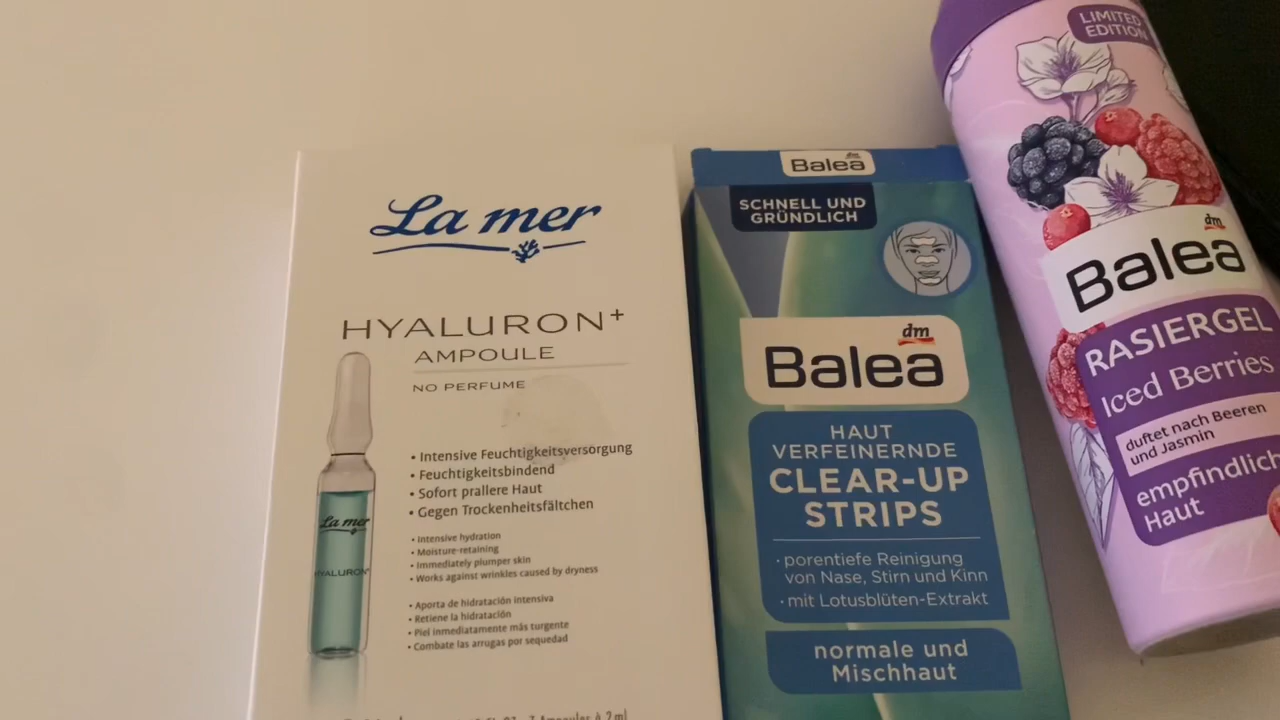 La mer
HYALURON+
AMPOULE
NO PERFUME
• Intensive Feuchtigkeitsversorgung
• Feuchtigkeitsbindend
• Sofort prallere Haut
• Gegen Trockenheitsfältchen
• Intensive hydration
• Moisture-retaining
• Immediately plumper skin
• Works against wrinkles caused by dryness
• Aporta de hidratación intensiva
• Retiene la hidratación
• Piel inmediatamente más turgente
• Combate las arrugas por sequedad
La mer
HYALURON+
7 Ampoules à 2ml
Balea
SCHNELL UND
GRÜNDLICH
dm
Balea
HAUT
VERFEINERNDE
CLEAR-UP
STRIPS
· porentiefe Reinigung
von Nase, Stirn und Kinn
· mit Lotusblüten-Extrakt
normale und
Mischhaut
LIMITED
EDITION
dm
Balea
RASIERGEL
Iced Berries
duftet nach Beeren
und Jasmin
empfindlich
Haut